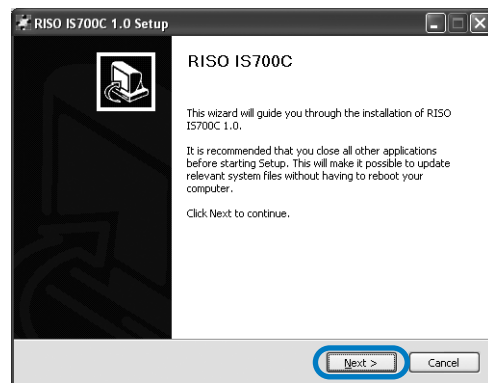 RISO IS700C 1.0 Setup
RISO IS700C
This wizard will guide you through the installation of RISO
IS700C 1.0.
It is recommended that you close all other applications
before starting Setup. This will make it possible to update
relevant system files without having to reboot your
computer.
Click Next to continue.
Next > Cancel